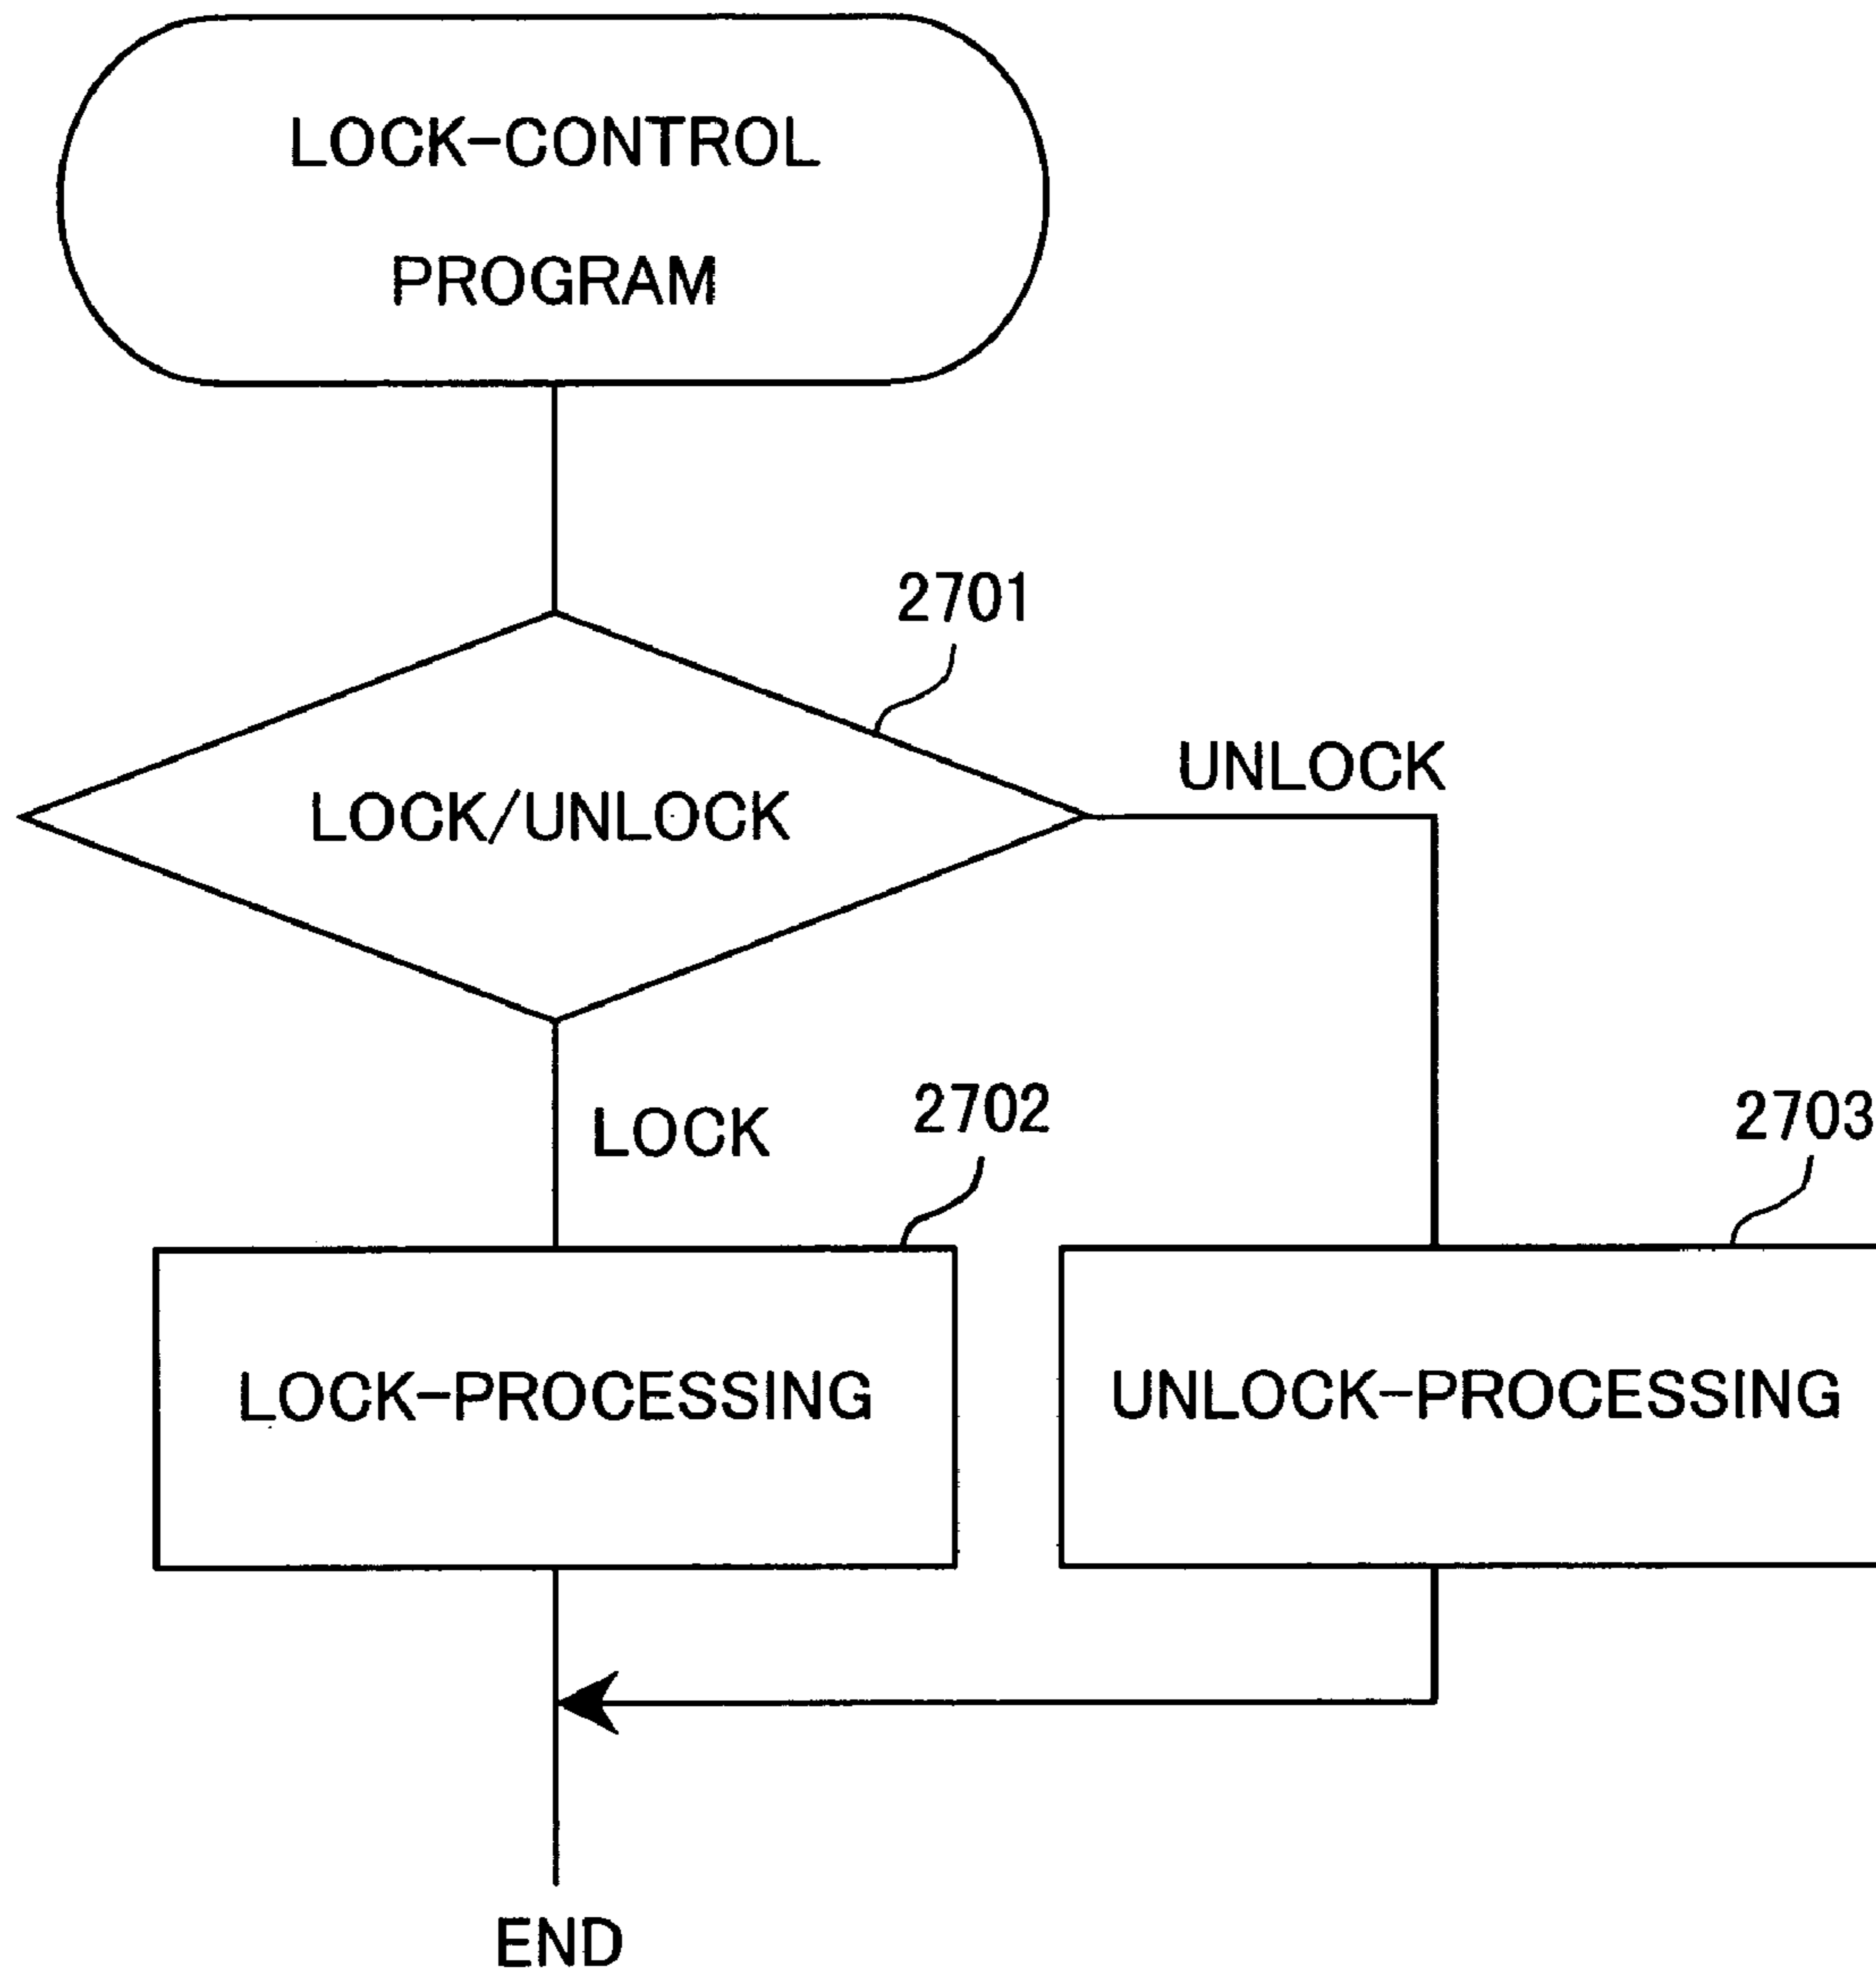 LOCK-CONTROL
PROGRAM
2701
UNLOCK
LOCK/UNLOCK
LOCK
2702
2703
LOCK-PROCESSING
UNLOCK-PROCESSING
END